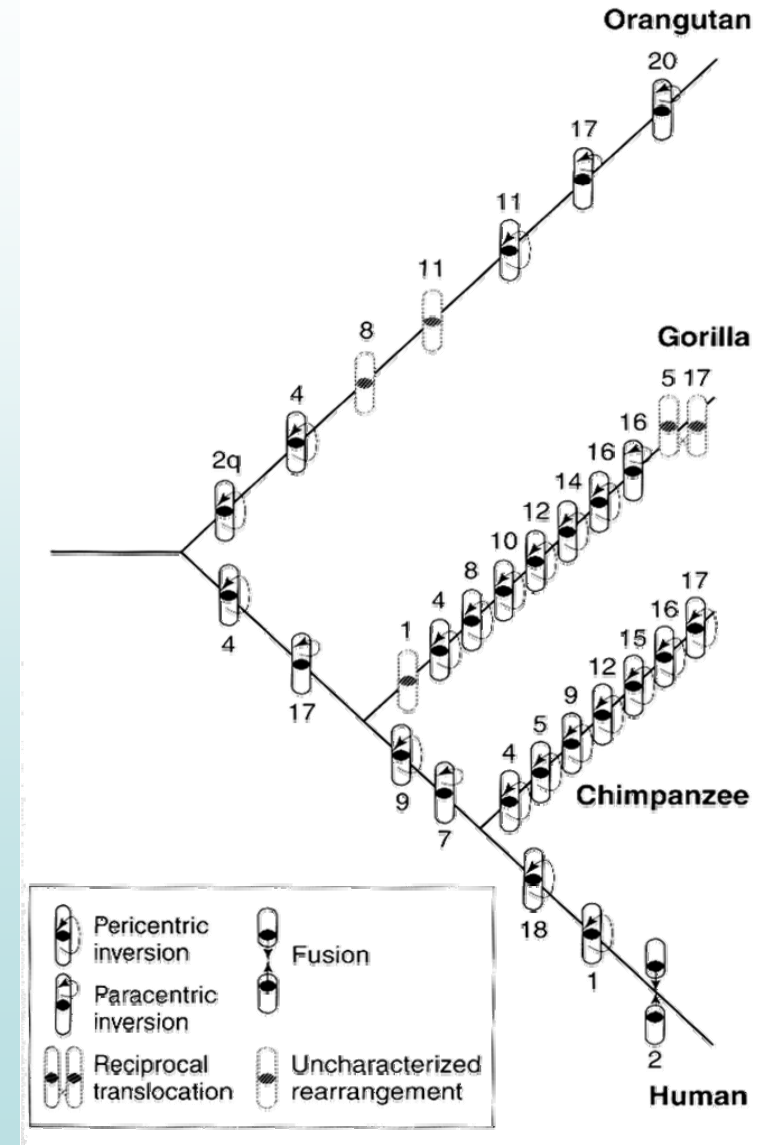 Orangutan
20
17
11
11
8
4
2q
Gorilla
5 17
16
16
14
12
10
8
4
1
4
17
17
16
15
12
9
5
4
Chimpanzee
9
7
18
1
2
Human
Pericentric
inversion
Fusion
Paracentric
inversion
Reciprocal
translocation
Uncharacterized
rearrangement